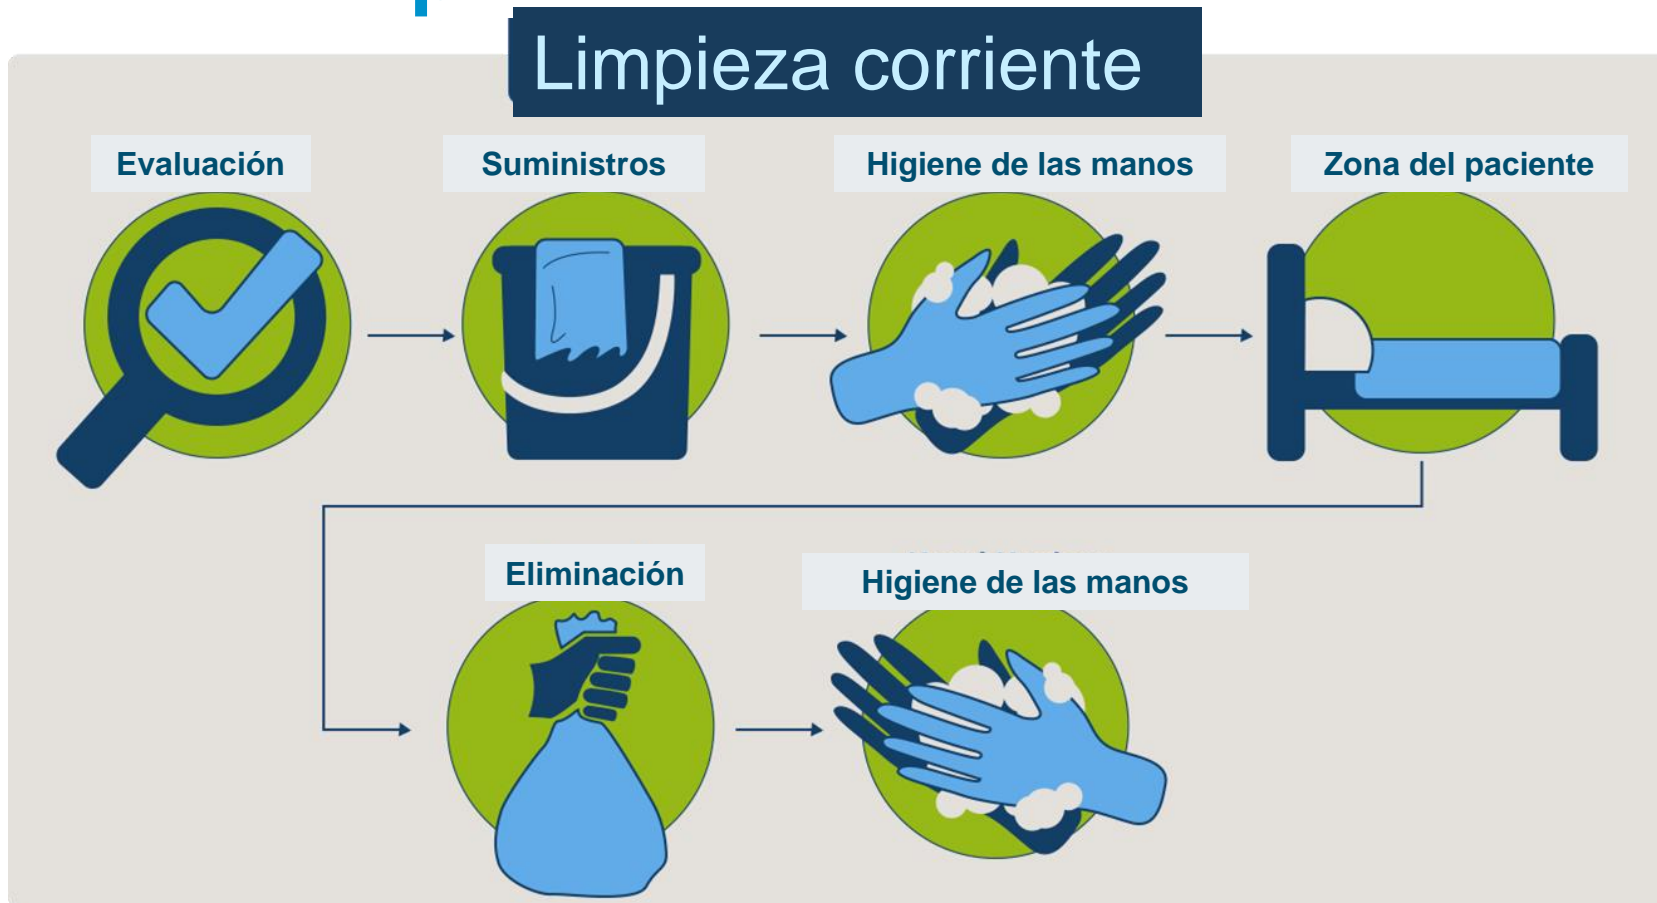 Limpieza corriente
Evaluación
Suministros
Higiene de las manos
Zona del paciente
Eliminación
Higiene de las manos